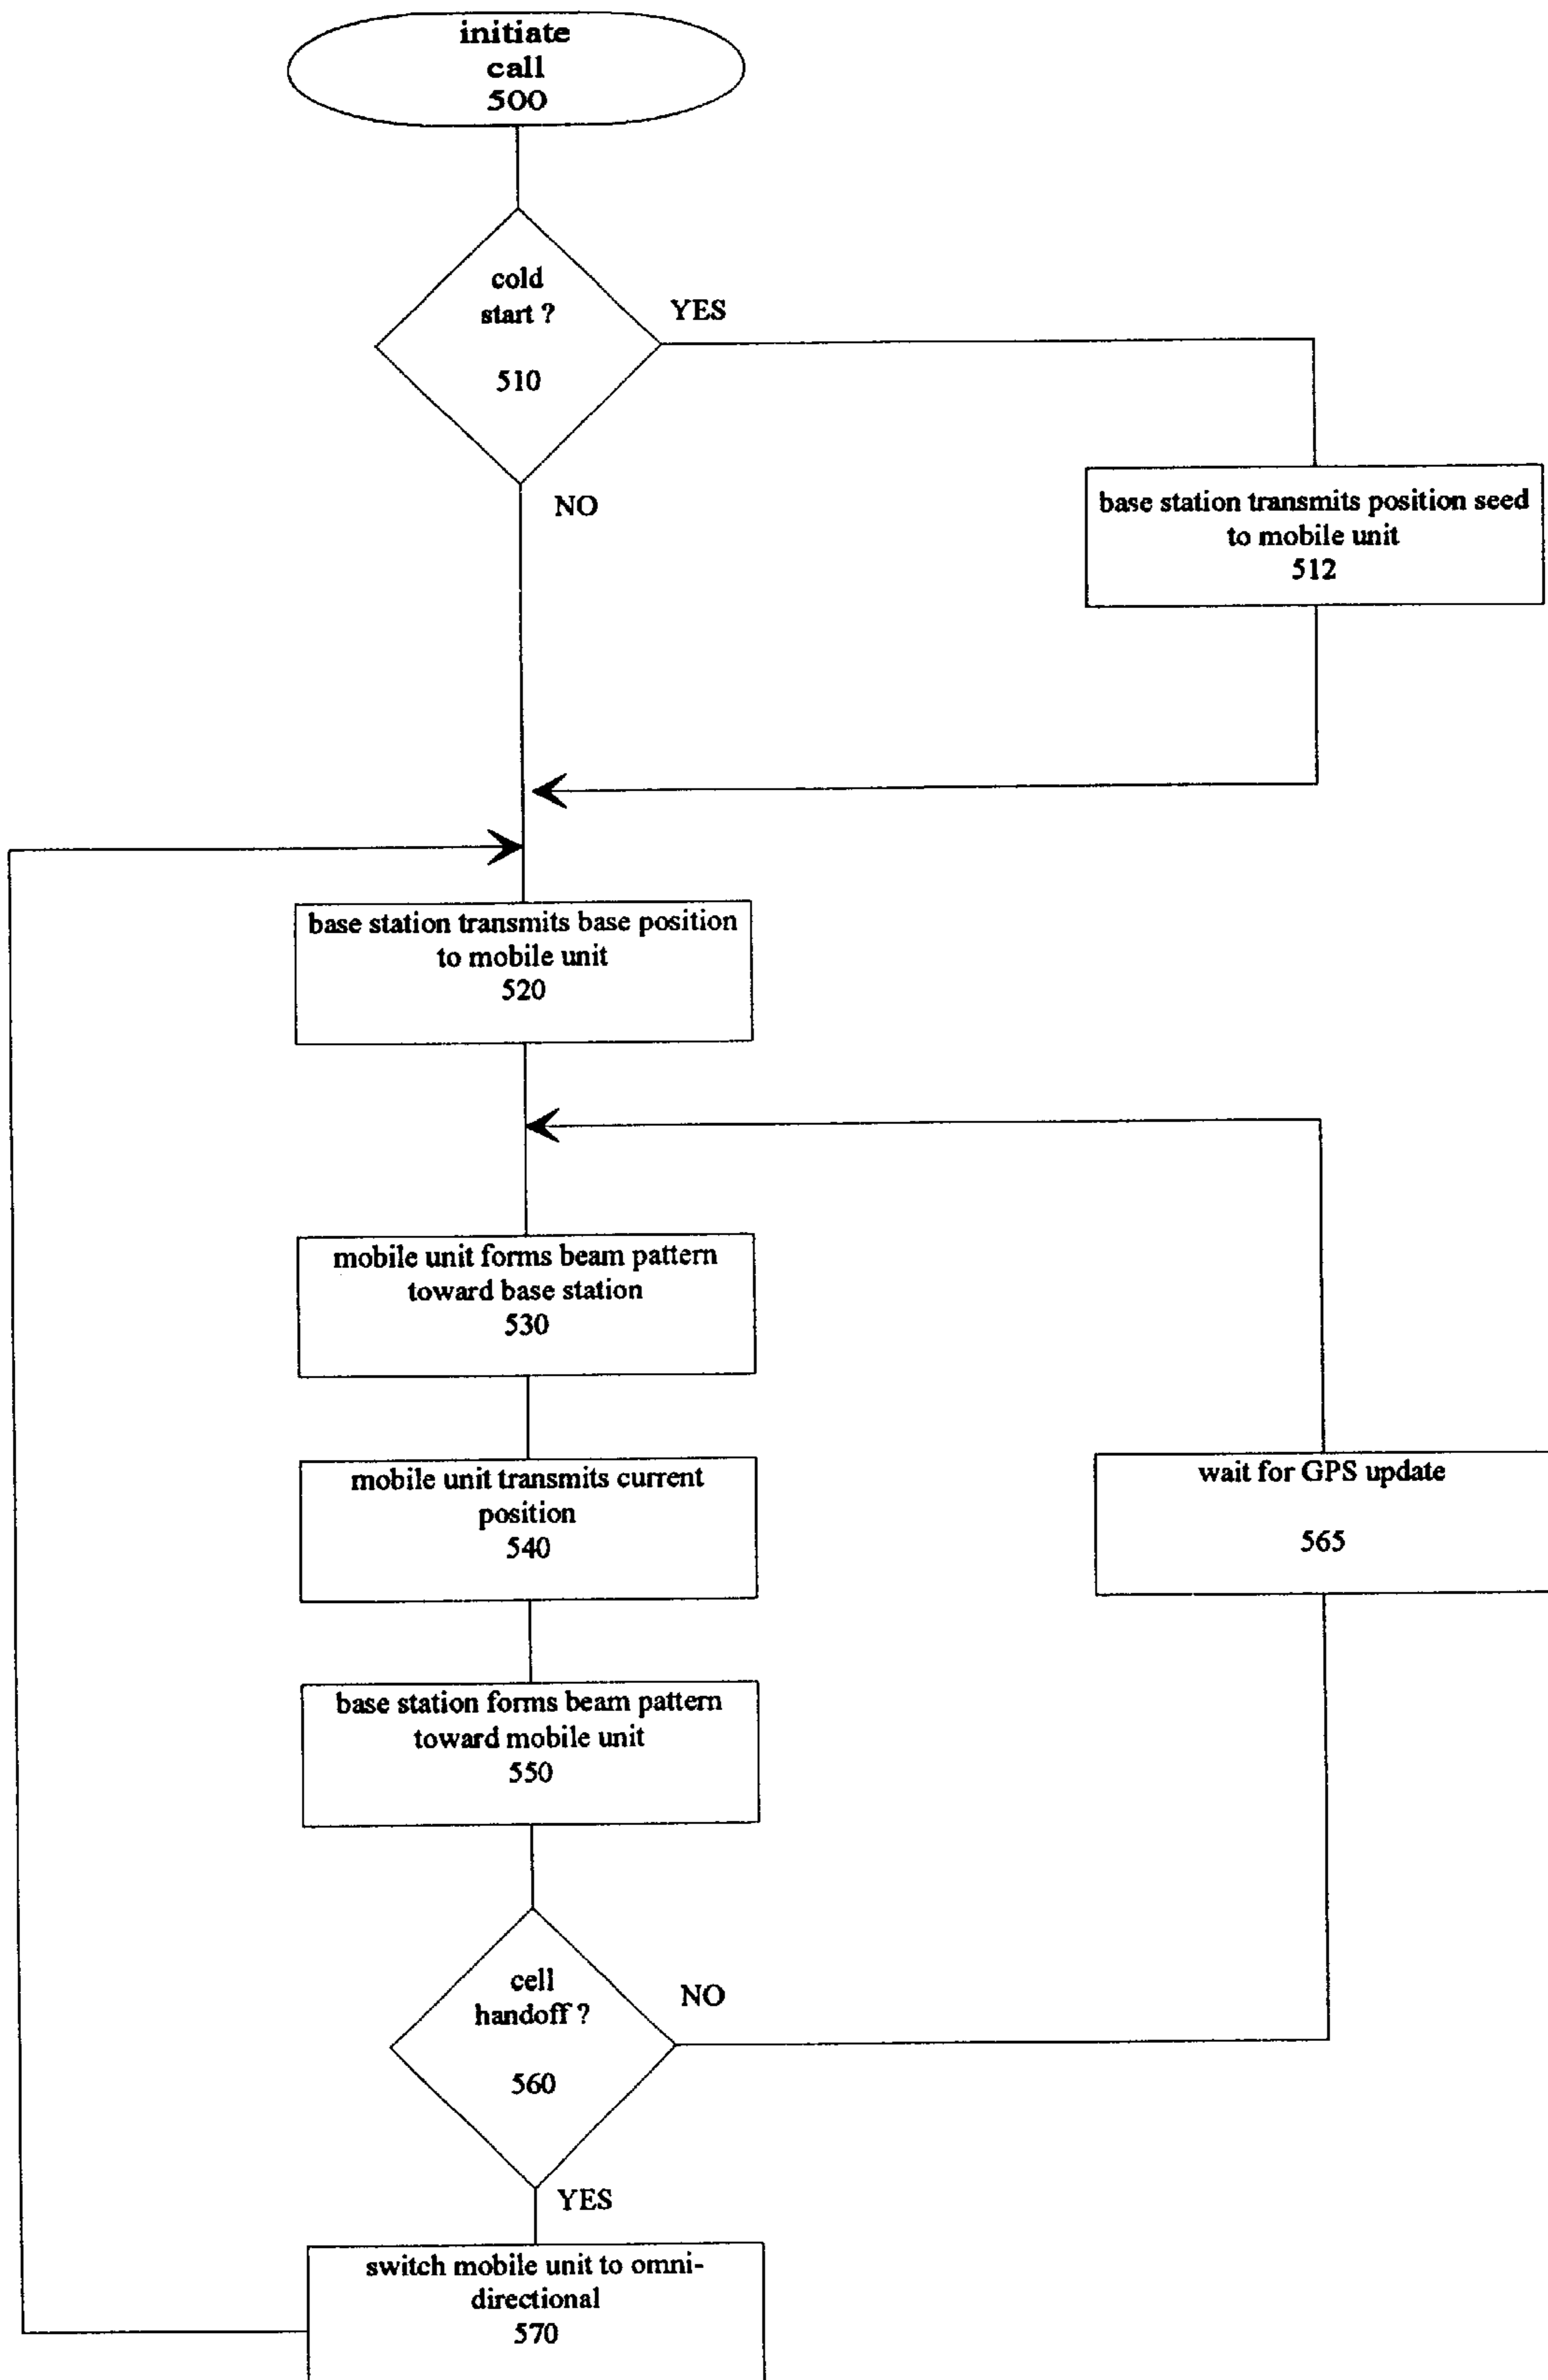 initiate
call
500
cold
start ?
510
YES
NO
base station transmits position seed
to mobile unit
512
base station transmits base position
to mobile unit
520
mobile unit forms beam pattern
toward base station
530
mobile unit transmits current
position
540
wait for GPS update
565
base station forms beam pattern
toward mobile unit
550
cell
handoff ?
560
NO
YES
switch mobile unit to omni-
directional
570